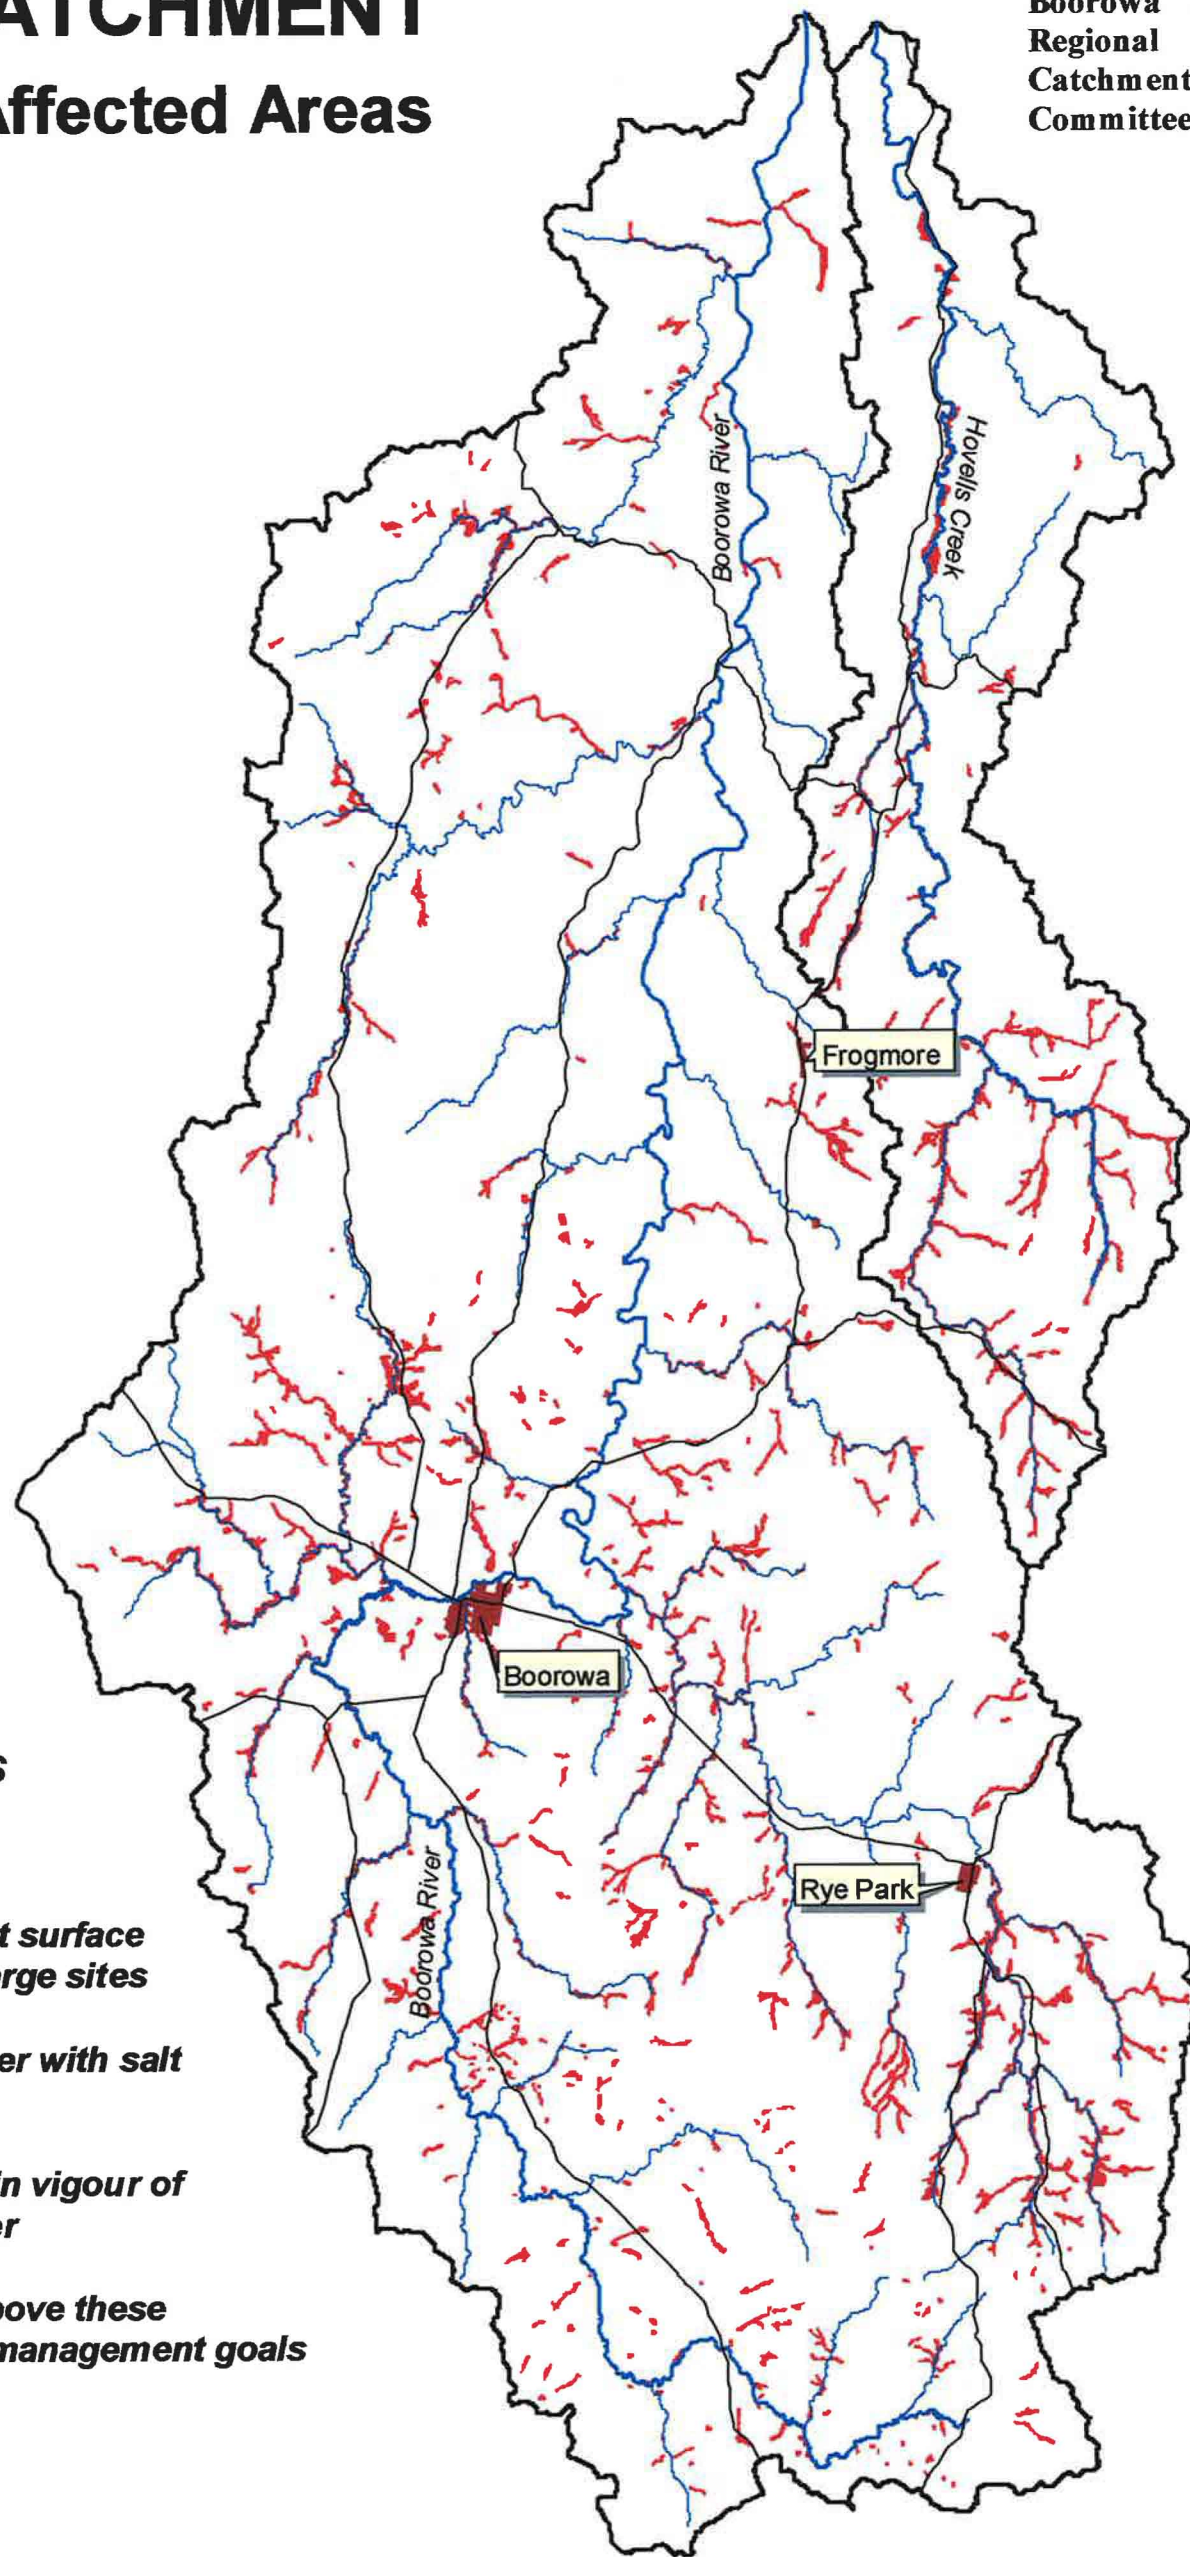 ATCHMENT
Affected Areas
Boorowa
Regional
Catchment
Committee
Boorowa River
Hovells Creek
Frogmore
Boorowa
Rye Park
Boorowa River
s
t surface
rge sites
er with salt
in vigour of
er
bove these
management goals